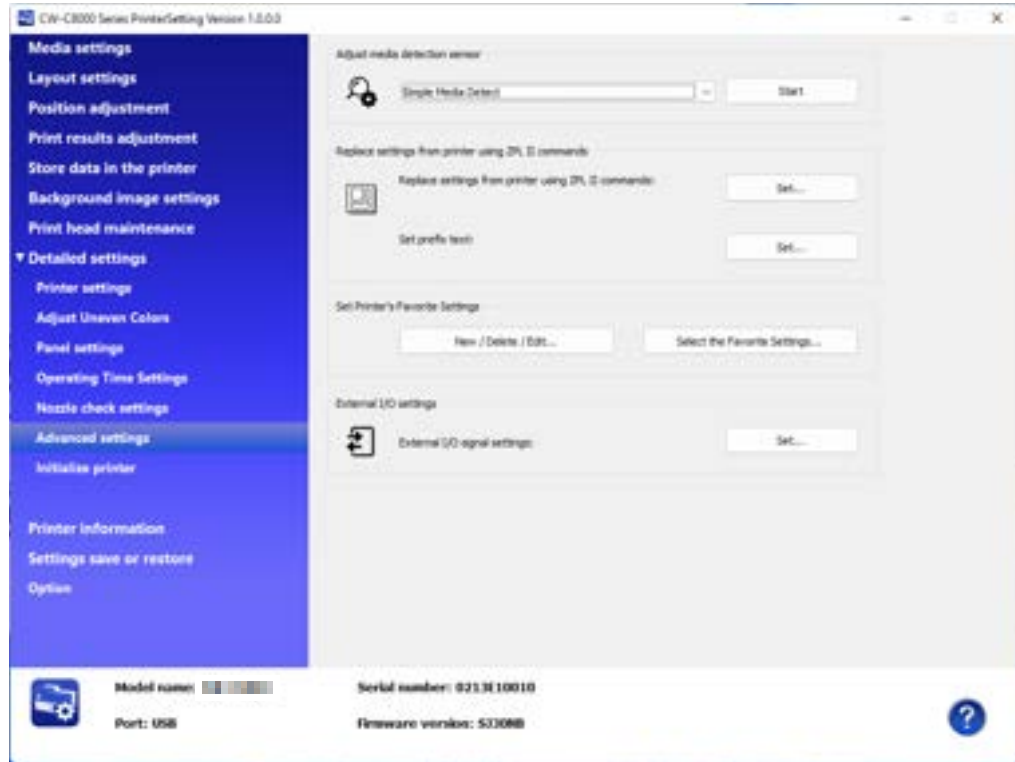 CW-C8000 Series PrinterSetting Version 1.0.0.0
Media settings
Layout settings
Position adjustment
Print results adjustment
Store data in the printer
Background image settings
Print head maintenance
▼ Detailed settings
Printer settings
Adjust Uneven Colors
Panel settings
Operating Time Settings
Nozzle check settings
Advanced settings
Initialize printer
Printer information
Settings save or restore
Option
Adjust media detection sensor
Simple Media Detect
Start
Replace settings from printer using ZPL II commands
Replace settings from printer using ZPL II commands:
Set...
Set prefix text:
Set...
Set Printer's Favorite Settings
New / Delete / Edit...
Select the Favorite Settings...
External I/O settings
External I/O signal settings:
Set...
Model name:
Serial number: 0213E10010
Port: USB
Firmware version:
?